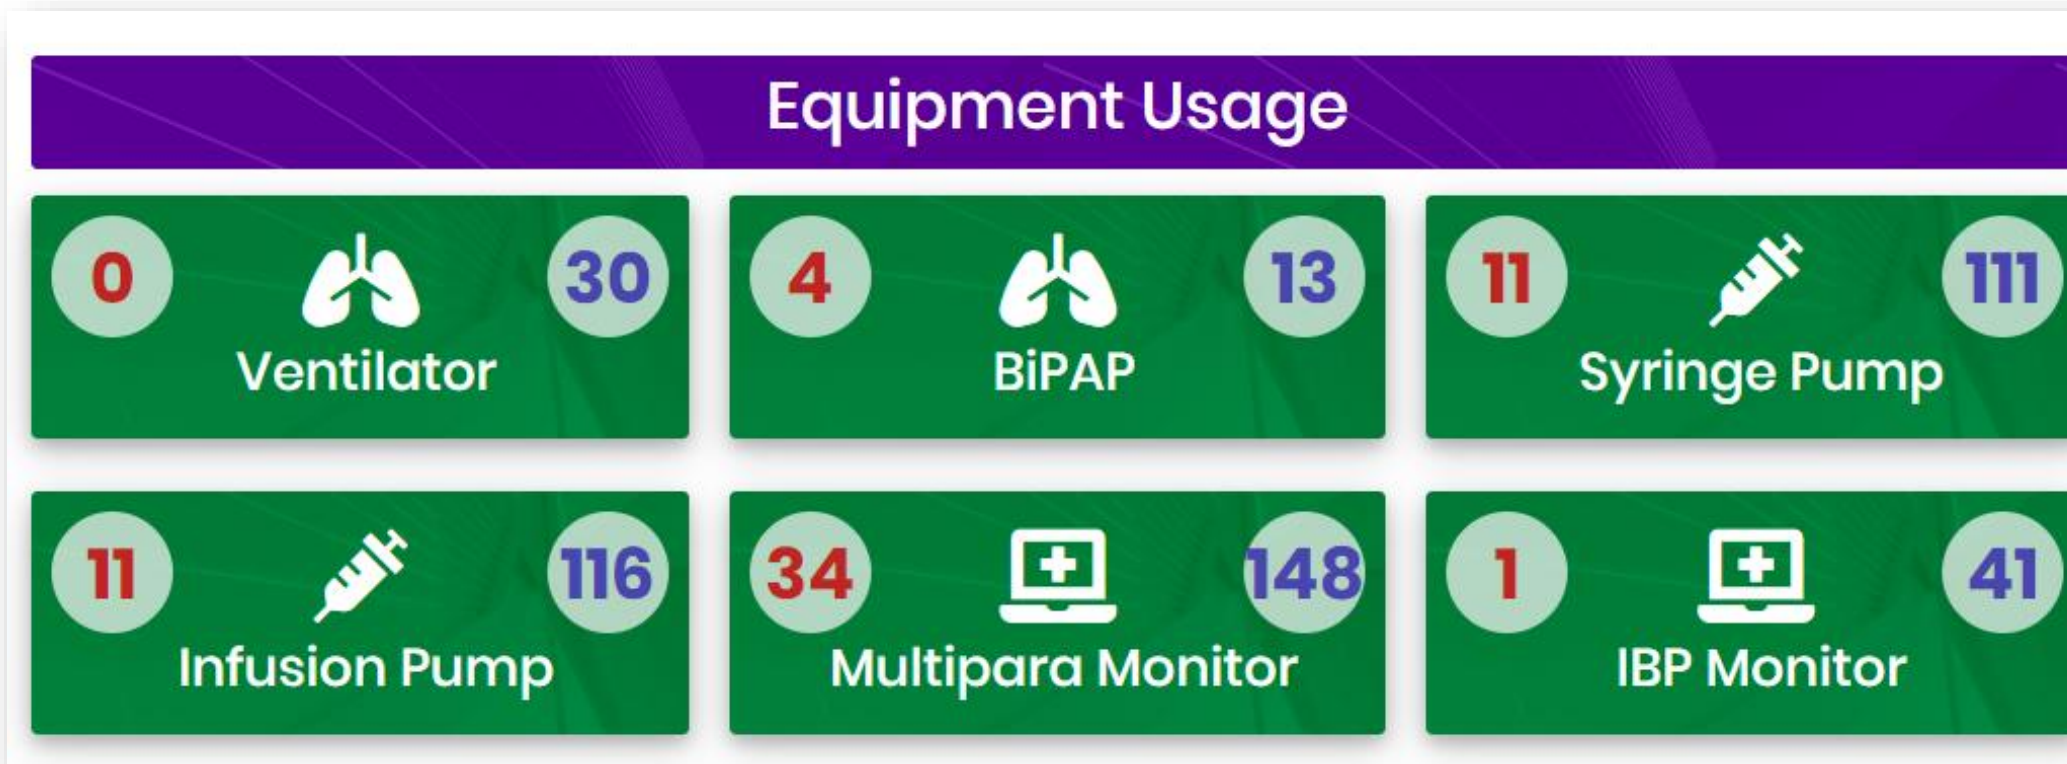 Equipment Usage
0 30
Ventilator
4 13
BiPAP
11 111
Syringe Pump
11 116
Infusion Pump
34 148
Multipara Monitor
1 41
IBP Monitor